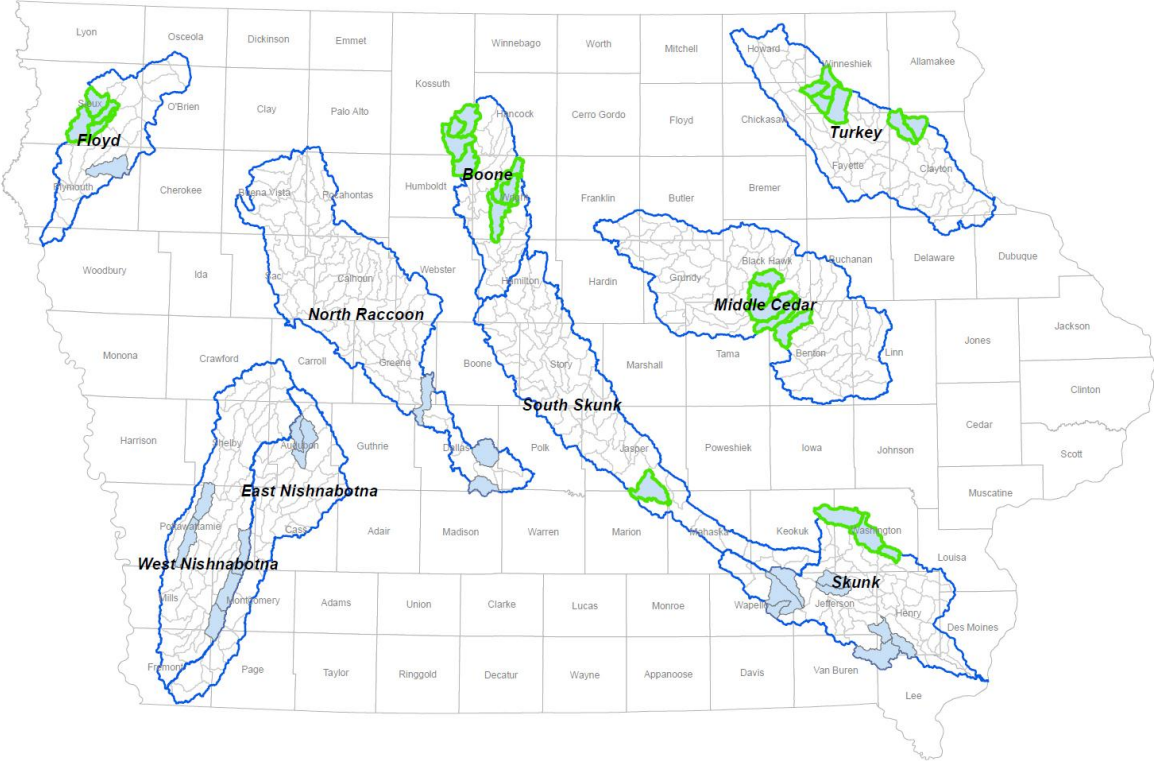 Lyon
Osceola
Dickinson
Emmet
Winnebago
Worth
Mitchell
Howard
Winneshiek
Allamakee
Kossuth
Hancock
Sioux
O'Brien
Clay
Palo Alto
Cerro Gordo
Floyd
Chickasaw
Turkey
Floyd
Fayette
Clayton
Boone
Plymouth
Cherokee
Buena Vista
Pocahontas
Humboldt
Wright
Franklin
Butler
Bremer
Woodbury
Ida
Sac
Calhoun
Webster
Hamilton
Hardin
Grundy
Black Hawk
Buchanan
Delaware
Dubuque
North Raccoon
Middle Cedar
Monona
Crawford
Carroll
Greene
Boone
Story
Marshall
Tama
Benton
Linn
Jones
Jackson
Clinton
South Skunk
Harrison
Shelby
Audubon
Guthrie
Dallas
Polk
Jasper
Poweshiek
Iowa
Johnson
Cedar
Scott
East Nishnabotna
Muscatine
Pottawattamie
Cass
Adair
Madison
Warren
Marion
Mahaska
Keokuk
Washington
Louisa
West Nishnabotna
Skunk
Mills
Montgomery
Adams
Union
Clarke
Lucas
Monroe
Wapello
Jefferson
Henry
Des Moines
Fremont
Page
Taylor
Ringgold
Decatur
Wayne
Appanoose
Davis
Van Buren
Lee